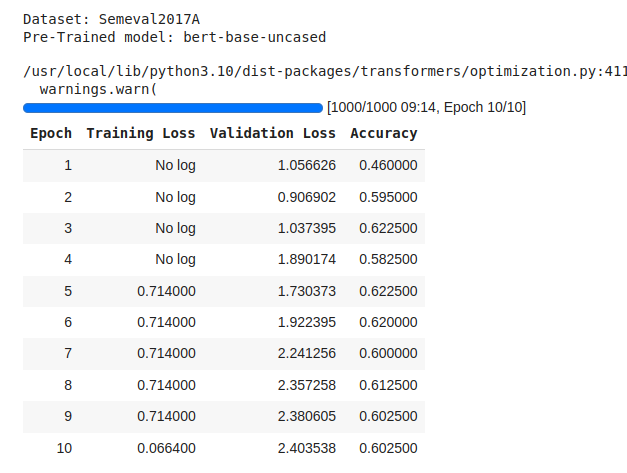 Dataset: Semeval2017A
Pre-Trained model: bert-base-uncased
/usr/local/lib/python3.10/dist-packages/transformers/optimization.py:411
warnings.warn(
[1000/1000 09:14, Epoch 10/10]
Epoch Training Loss Validation Loss Accuracy
1 No log 1.056626 0.460000
2 No log 0.906902 0.595000
3 No log 1.037395 0.622500
4 No log 1.890174 0.582500
5 0.714000 1.730373 0.622500
6 0.714000 1.922395 0.620000
7 0.714000 2.241256 0.600000
8 0.714000 2.357258 0.612500
9 0.714000 2.380605 0.602500
10 0.066400 2.403538 0.602500